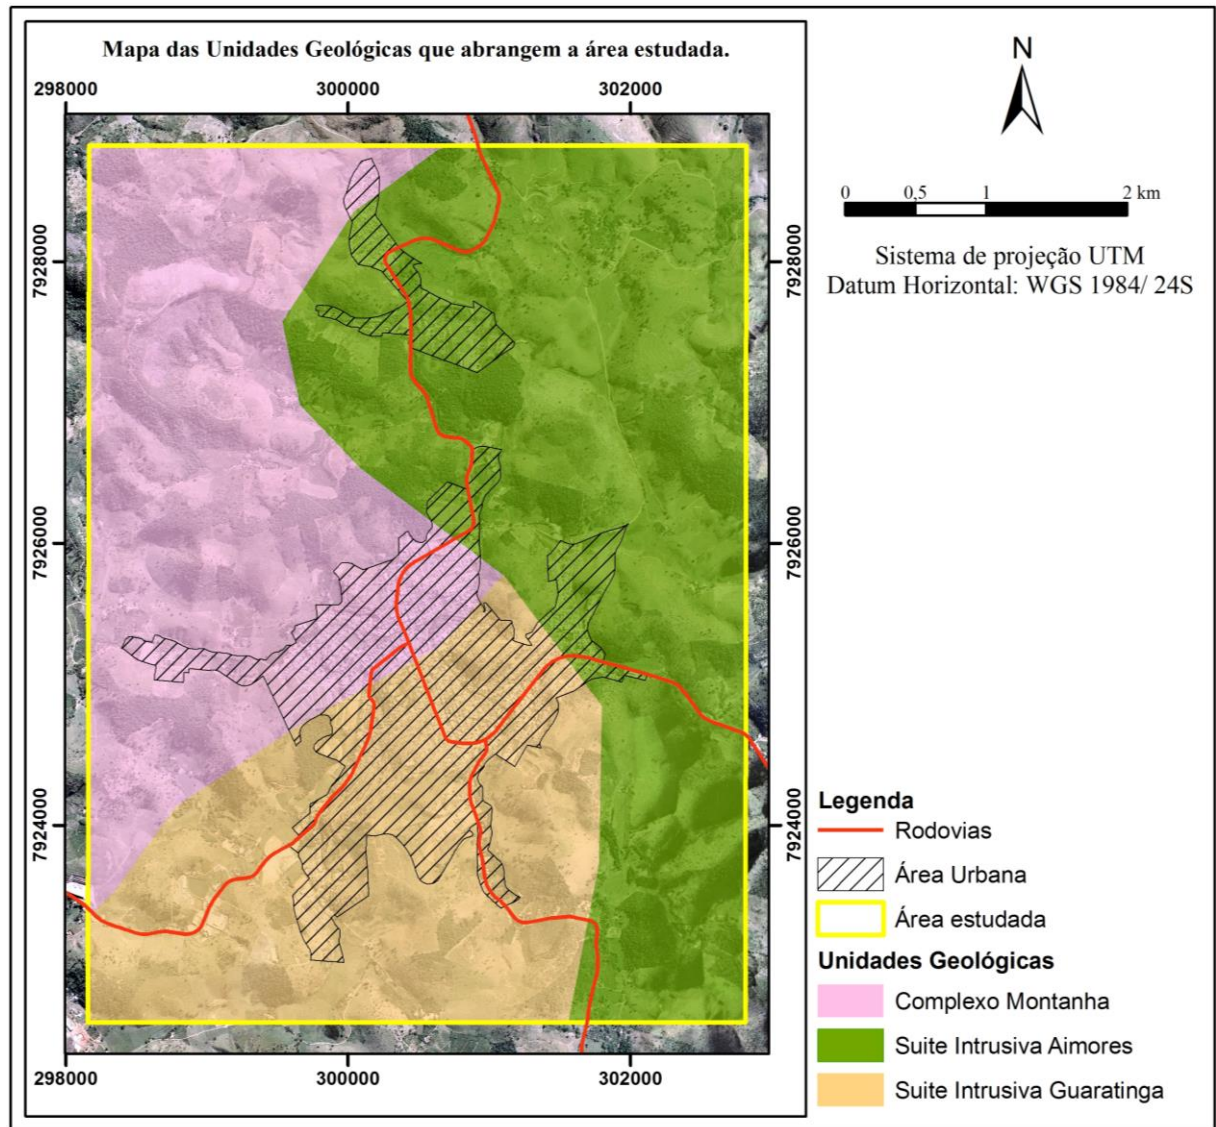 Mapa das Unidades Geológicas que abrangem a área estudada.
298000 300000 302000
7928000 7928000
7926000 7926000
7924000 7924000
298000 300000 302000
N
0 0,5 1 2 km
Sistema de projeção UTM
Datum Horizontal: WGS 1984/ 24S
Legenda
Rodovias
Área Urbana
Área estudada
Unidades Geológicas
Complexo Montanha
Suite Intrusiva Aimores
Suite Intrusiva Guaratinga